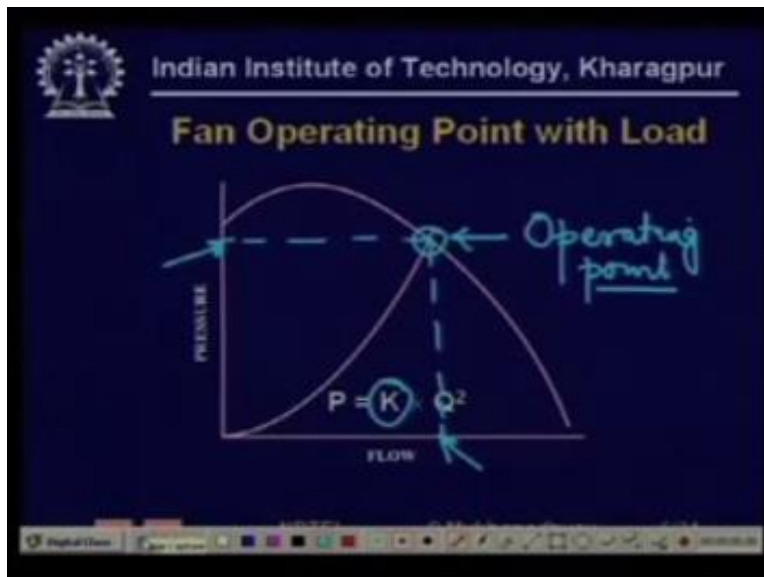 Indian Institute of Technology, Kharagpur
Fan Operating Point with Load
Operating
point
PRESSURE
P = K × Q²
FLOW